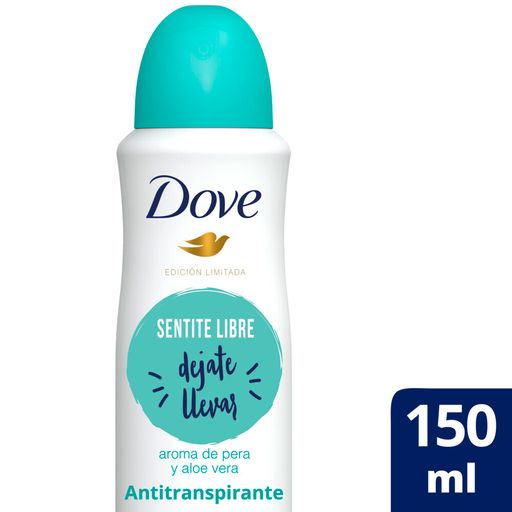 Dove
EDICIÓN LIMITADA
SENTITE LIBRE
dejate
llevar
aroma de pera
y aloe vera
Antitranspirante
150
ml